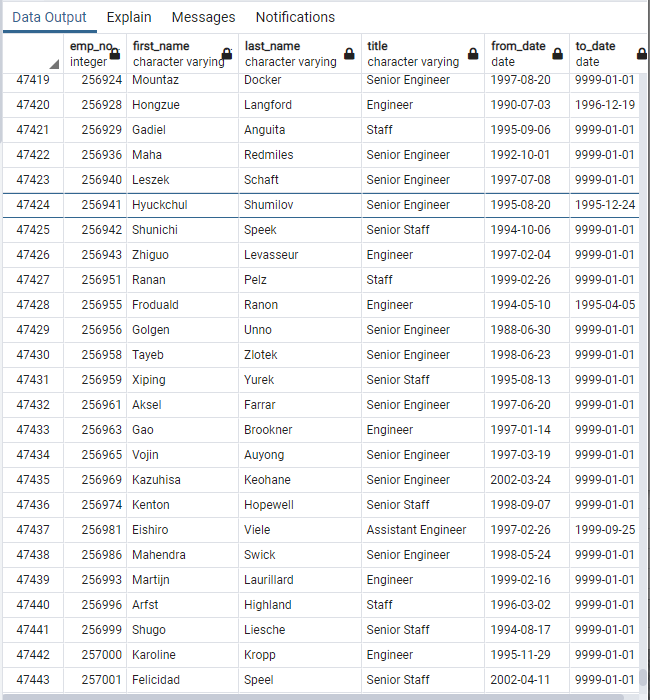 Data Output Explain Messages Notifications
emp_no first_name last_name title from_date to_date
integer character varying character varying character varying date date
47419 256924 Mountaz Docker Senior Engineer 1997-08-20 9999-01-01
47420 256928 Hongzue Langford Engineer 1990-07-03 1996-12-19
47421 256929 Gadiel Anguita Staff 1995-09-06 9999-01-01
47422 256936 Maha Redmiles Senior Engineer 1992-10-01 9999-01-01
47423 256940 Leszek Schaft Senior Engineer 1997-07-08 9999-01-01
47424 256941 Hyuckchul Shumilov Senior Engineer 1995-08-20 1995-12-24
47425 256942 Shunichi Speek Senior Staff 1994-10-06 9999-01-01
47426 256943 Zhiguo Levasseur Engineer 1997-02-04 9999-01-01
47427 256951 Ranan Pelz Staff 1999-02-26 9999-01-01
47428 256955 Froduald Ranon Engineer 1994-05-10 1995-04-05
47429 256956 Golgen Unno Senior Engineer 1988-06-30 9999-01-01
47430 256958 Tayeb Zlotek Senior Engineer 1998-06-23 9999-01-01
47431 256959 Xiping Yurek Senior Staff 1995-08-13 9999-01-01
47432 256961 Aksel Farrar Senior Engineer 1997-06-20 9999-01-01
47433 256963 Gao Brookner Engineer 1997-01-14 9999-01-01
47434 256965 Vojin Auyong Senior Engineer 1997-03-19 9999-01-01
47435 256969 Kazuhisa Keohane Senior Engineer 2002-03-24 9999-01-01
47436 256974 Kenton Hopewell Senior Staff 1998-09-07 9999-01-01
47437 256981 Eishiro Viele Assistant Engineer 1997-02-26 1999-09-25
47438 256986 Mahendra Swick Senior Engineer 1998-05-24 9999-01-01
47439 256993 Martijn Laurillard Engineer 1999-02-16 9999-01-01
47440 256996 Arfst Highland Staff 1996-03-02 9999-01-01
47441 256999 Shugo Liesche Senior Staff 1994-08-17 9999-01-01
47442 257000 Karoline Kropp Engineer 1995-11-29 9999-01-01
47443 257001 Felicidad Speel Senior Staff 2002-04-11 9999-01-01